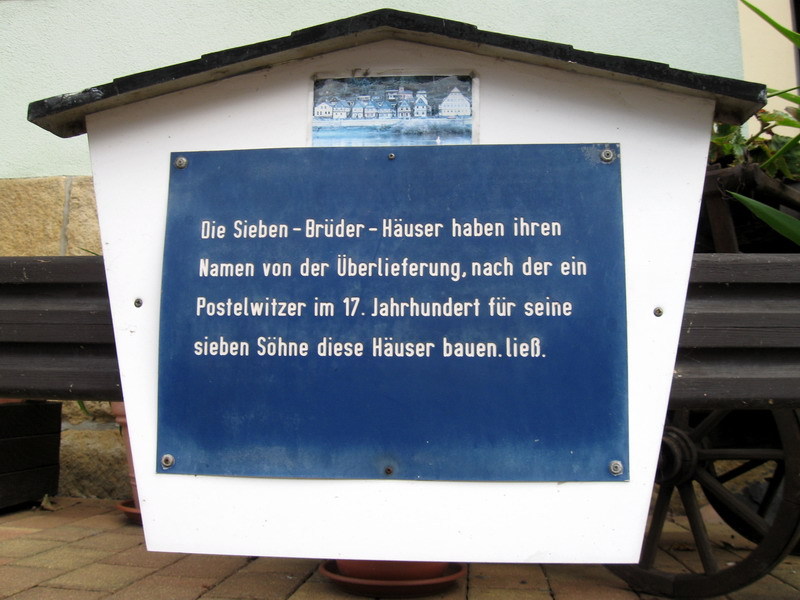 Die Sieben-Brüder-Häuser haben ihren
Namen von der Überlieferung, nach der ein
Postelwitzer im 17. Jahrhundert für seine
sieben Söhne diese Häuser bauen.ließ.